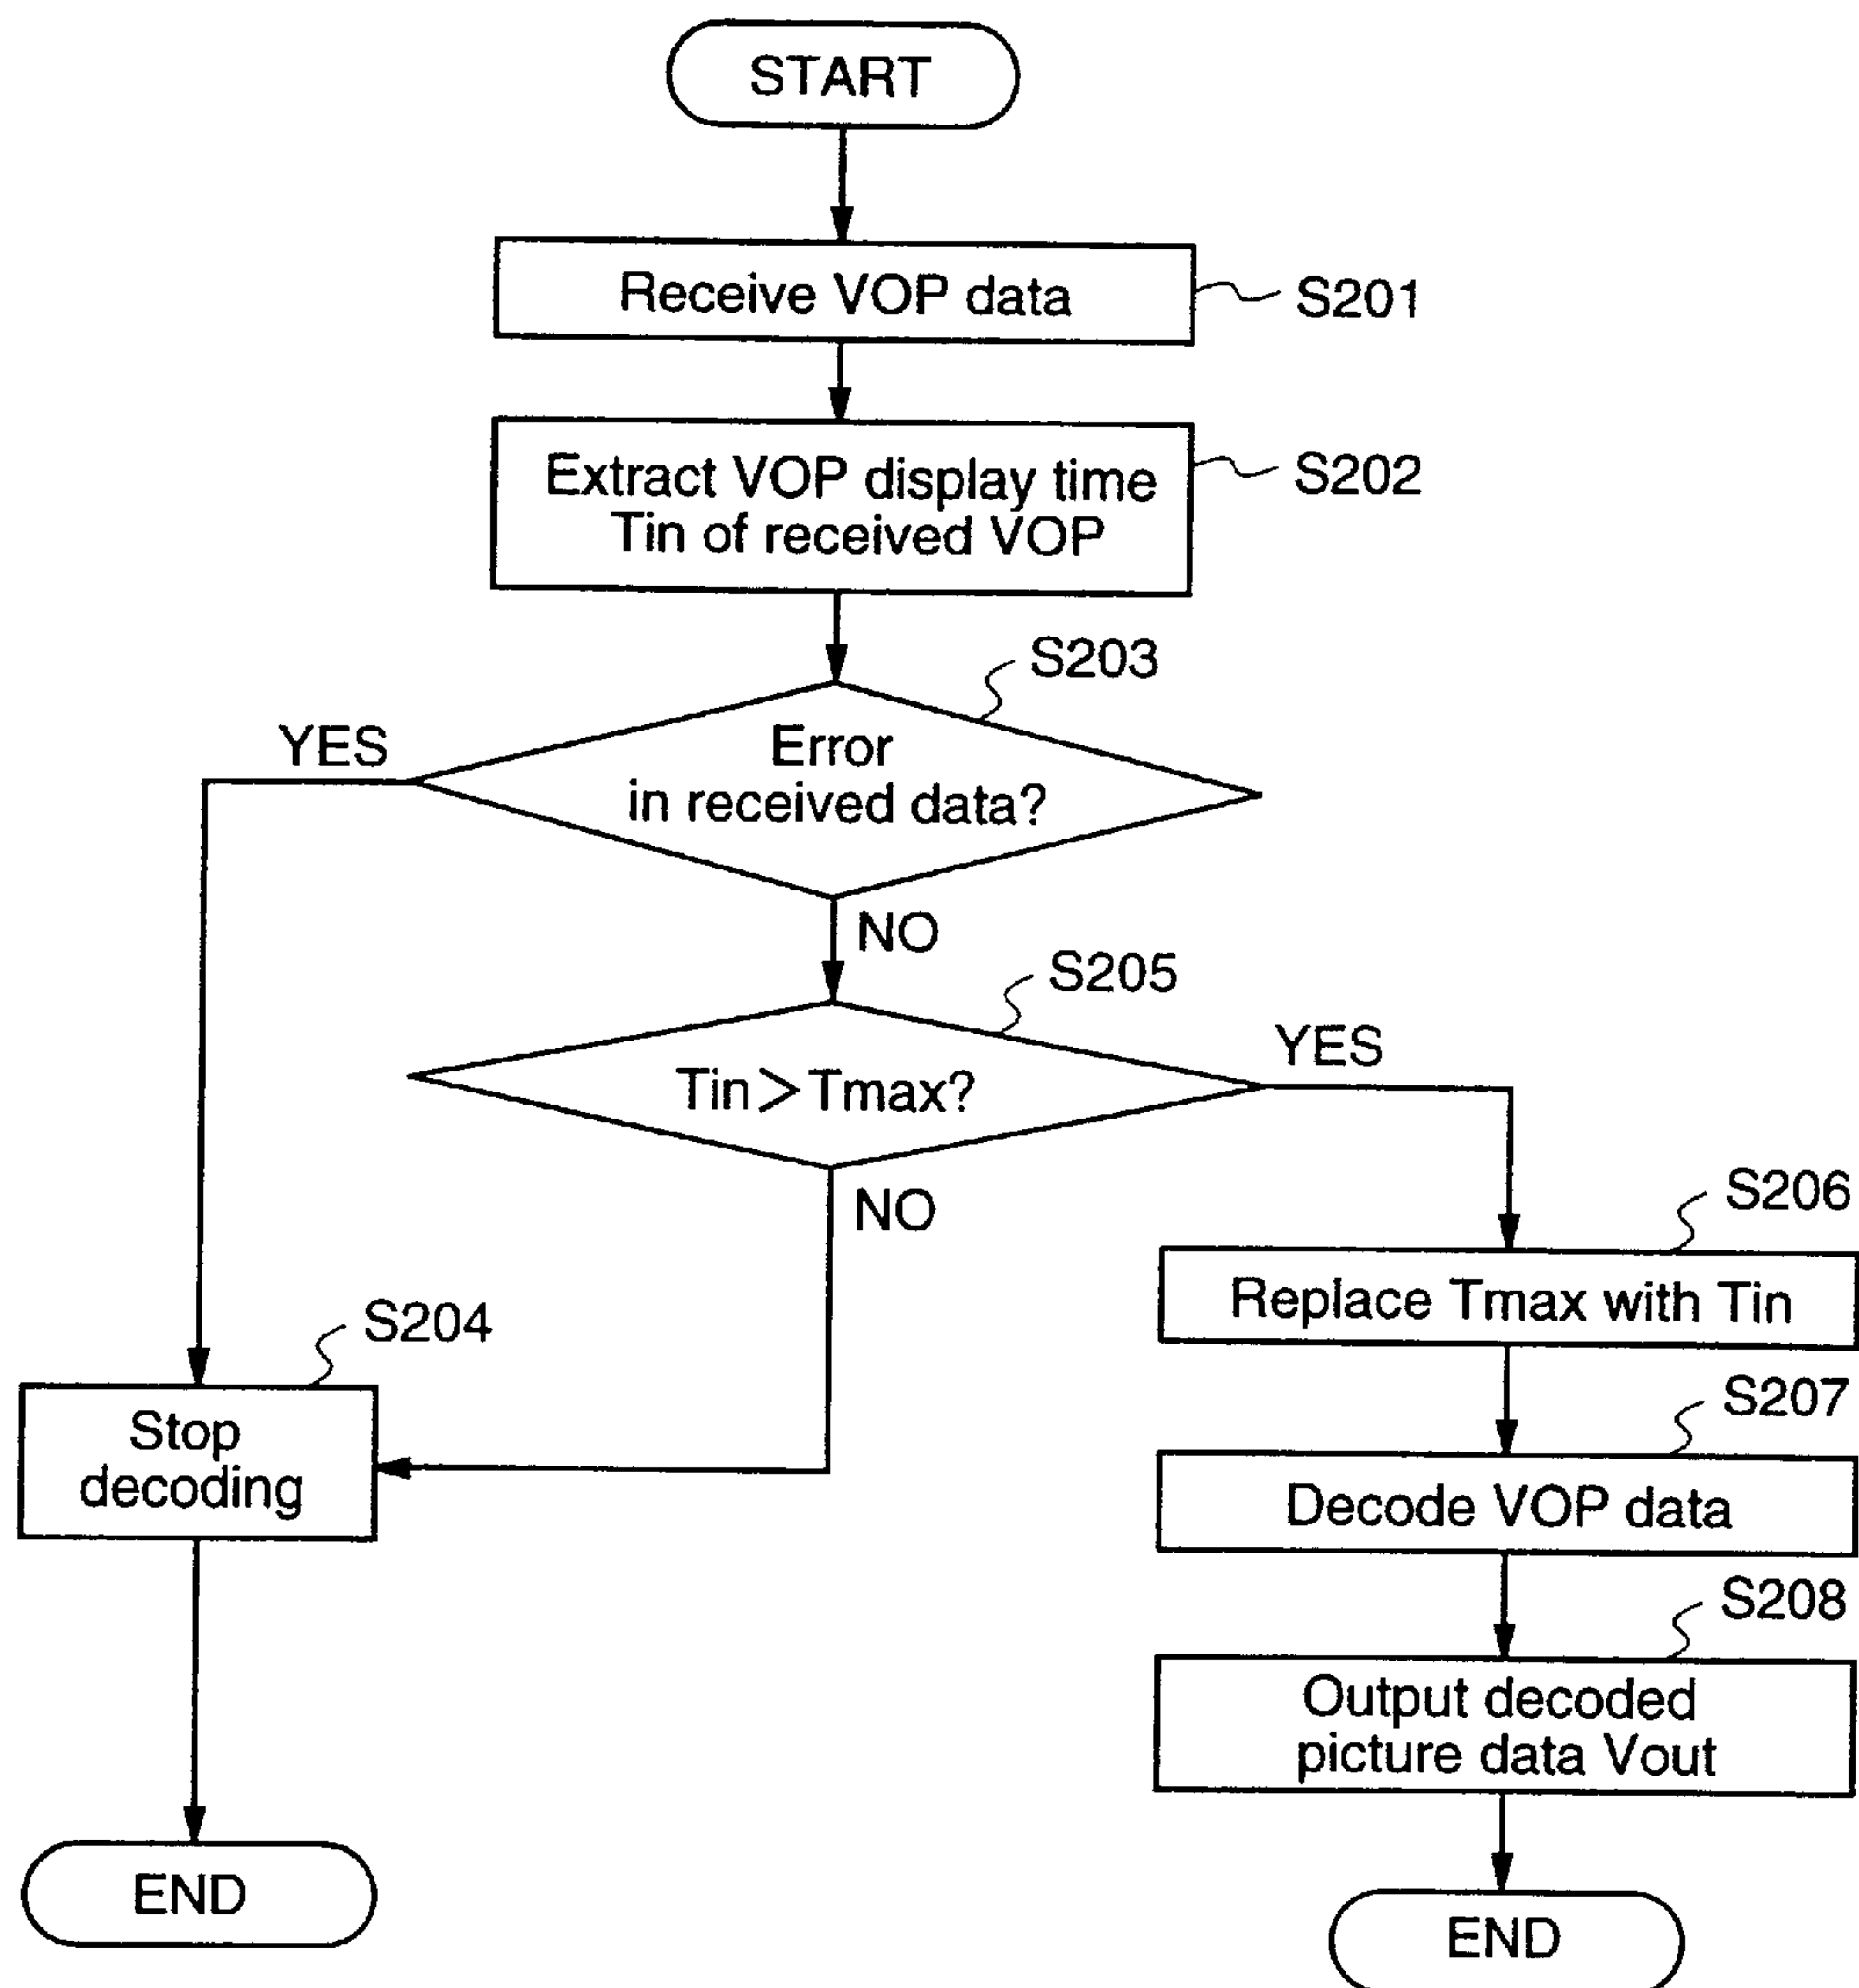 START
Receive VOP data
S201
Extract VOP display time
Tin of received VOP
S202
S203
YES
Error
in received data?
NO
S205
Tin>Tmax?
YES
NO
S206
Replace Tmax with Tin
S204
Stop
decoding
S207
Decode VOP data
S208
Output decoded
picture data Vout
END
END